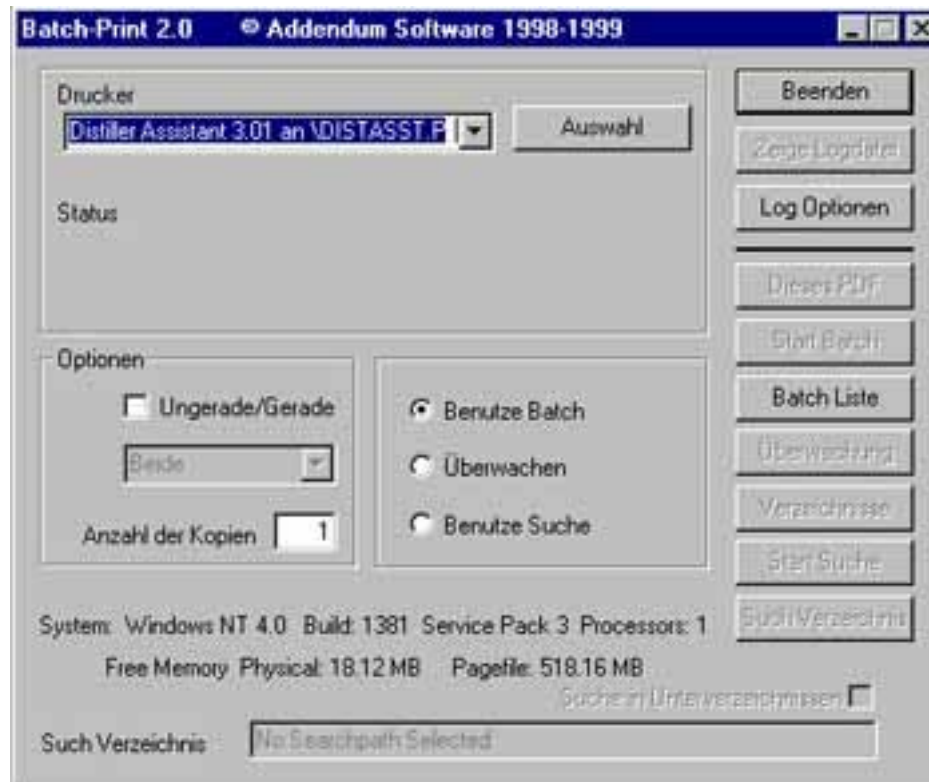 Batch-Print 2.0 © Addendum Software 1998-1999
Drucker
Distiller Assistant 3.01 an \DISTASST.P
Auswahl
Status
Beenden
Zeige Logdatei
Log Optionen
Dieses PDF
Start Batch
Batch Liste
Überwachung
Verzeichnisse
Start Suche
Such Verzeichnis
Optionen
Ungerade/Gerade
Beide
Anzahl der Kopien 1
Benutze Batch
Überwachen
Benutze Suche
System: Windows NT 4.0 Build: 1381 Service Pack 3 Processors: 1
Free Memory Physical: 18.12 MB Pagefile: 518.16 MB
Suche in Unterverzeichnissen
Such Verzeichnis No Searchpath Selected